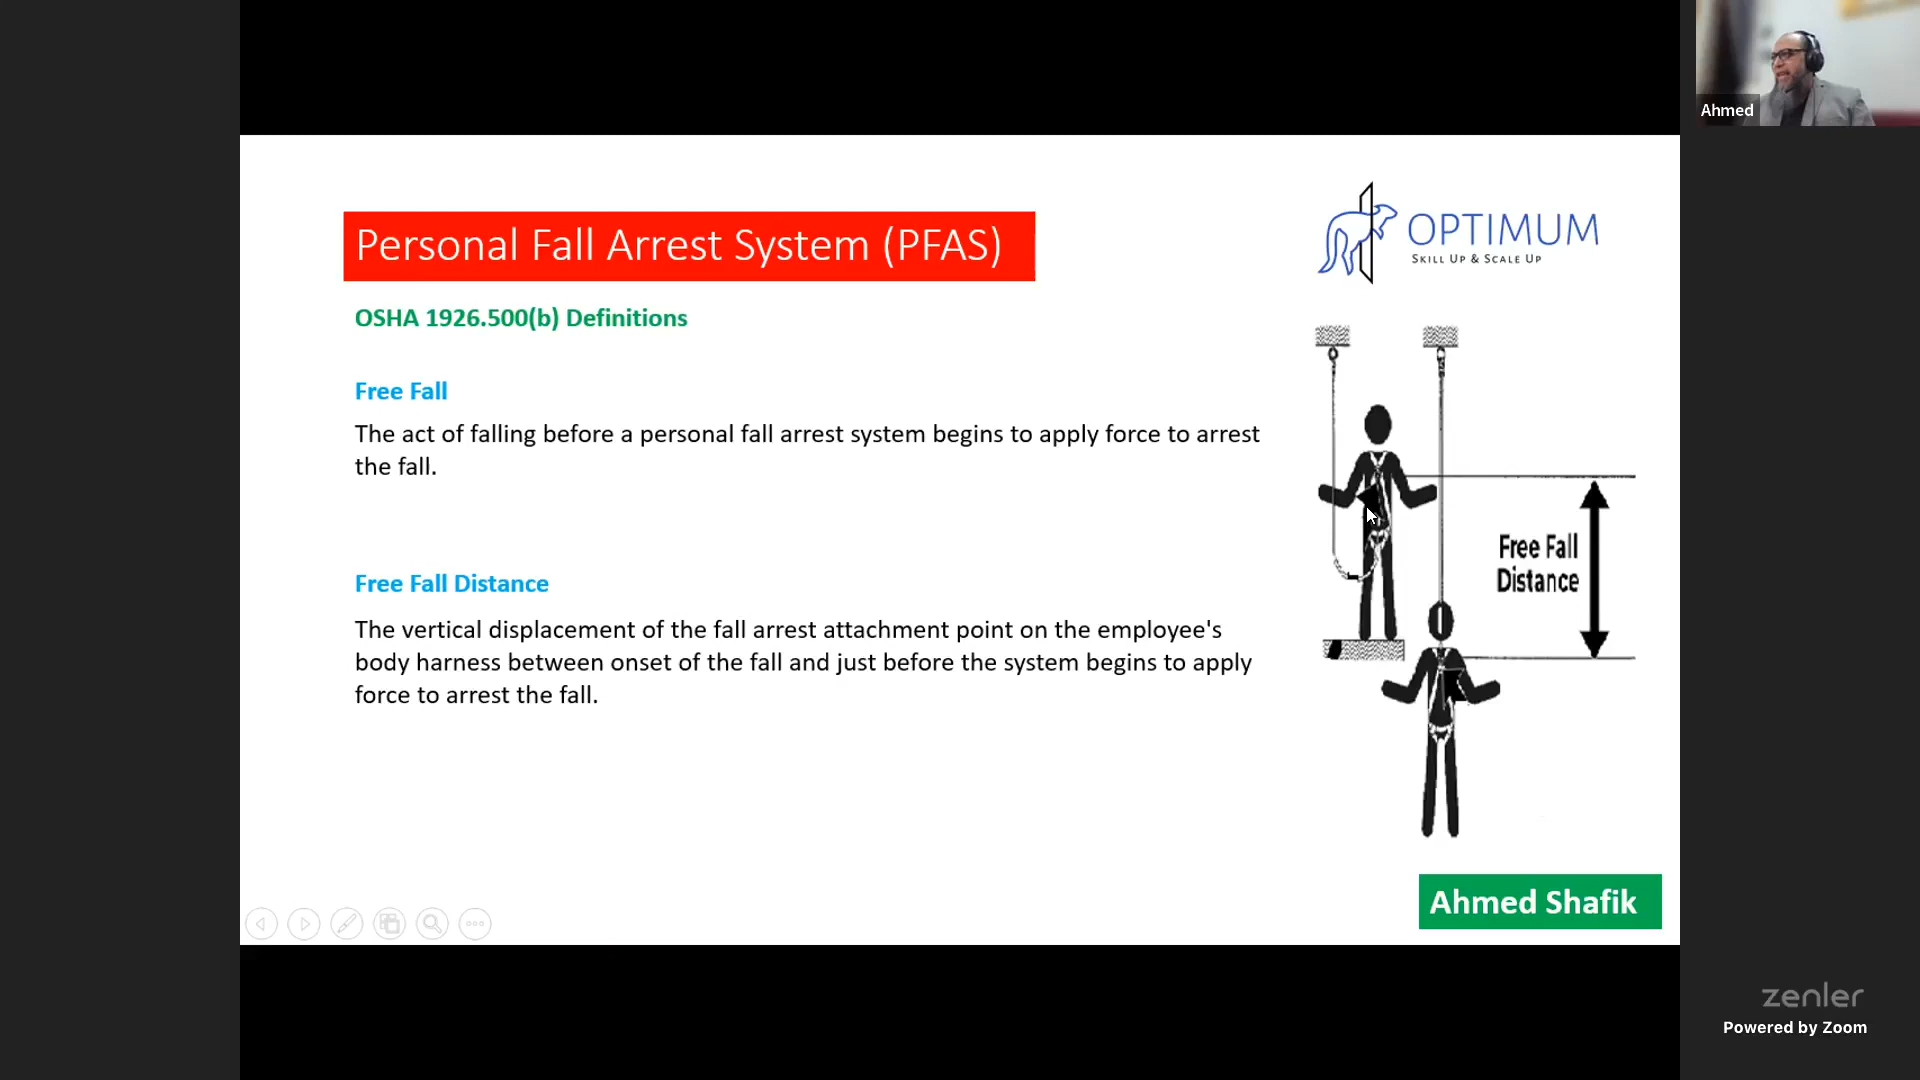 Ahmed
Personal Fall Arrest System (PFAS)
OPTIMUM
SKILL UP & SCALE UP
OSHA 1926.500(b) Definitions
Free Fall
The act of falling before a personal fall arrest system begins to apply force to arrest
the fall.
Free Fall
Distance
Free Fall Distance
The vertical displacement of the fall arrest attachment point on the employee's
body harness between onset of the fall and just before the system begins to apply
force to arrest the fall.
Ahmed Shafik
zenler
Powered by Zoom